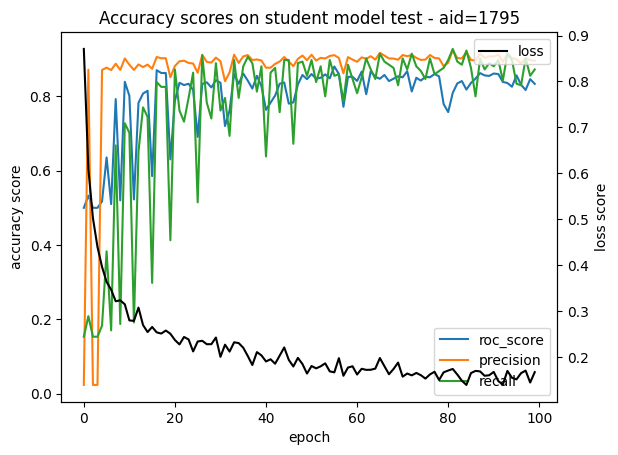 Accuracy scores on student model test - aid=1795
loss
roc_score
precision
recall
accuracy score
0.0
0.2
0.4
0.6
0.8
loss score
0.2
0.3
0.4
0.5
0.6
0.7
0.8
0.9
0
20
40
60
80
100
epoch